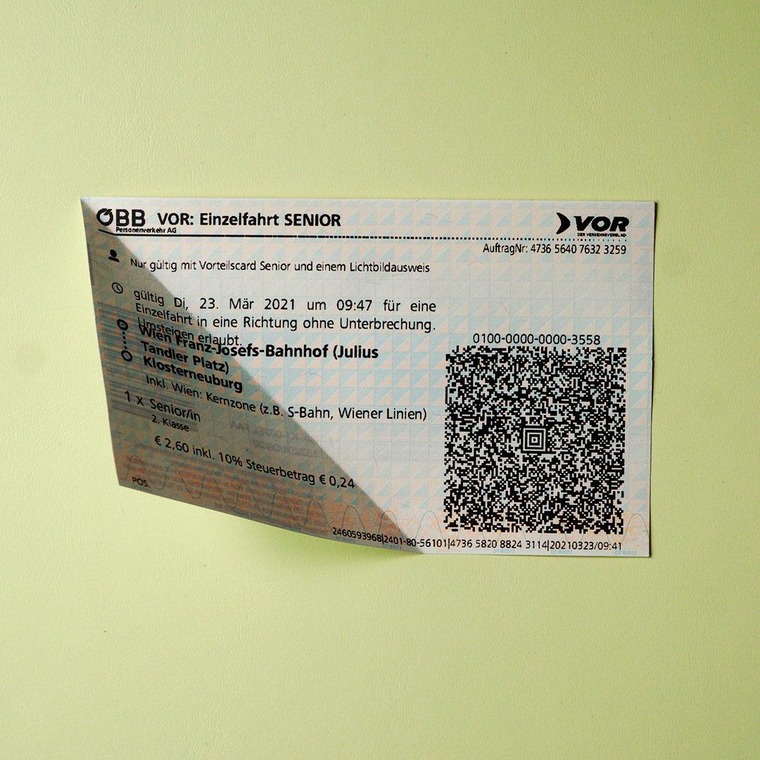 ÖBB VOR: Einzelfahrt SENIOR
Personenverkehr AG
VOR
AuftragNr: 4736 5640 7632 3259
Nur gültig mit Vorteilscard Senior und einem Lichtbildausweis
gültig Di, 23. Mär 2021 um 09:47 für eine
Einzelfahrt in eine Richtung ohne Unterbrechung.
Umsteigen erlaubt.
Wien Franz-Josefs-Bahnhof (Julius
Tandler Platz)
Klosterneuburg
Inkl. Wien: Kernzone (z.B. S-Bahn, Wiener Linien)
1 x Senior/in
2. Klasse
€ 2,60 inkl. 10% Steuerbetrag € 0,24
POS.
0100-0000-0000-3558
2460593968|2401-80-56101|4736 5820 8824 3114|20210323/09:41